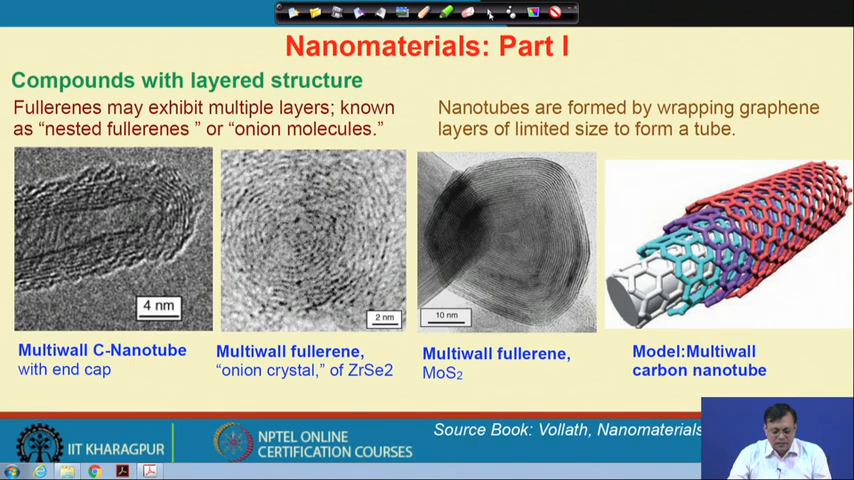 Nanomaterials: Part I
Compounds with layered structure
Fullerenes may exhibit multiple layers; known
as “nested fullerenes ” or “onion molecules.”
Nanotubes are formed by wrapping graphene
layers of limited size to form a tube.
4 nm
2 nm
10 nm
Multiwall C-Nanotube
with end cap
Multiwall fullerene,
“onion crystal,” of ZrSe2
Multiwall fullerene,
MoS2
Model:Multiwall
carbon nanotube
Source Book: Vollath, Nanomaterials
IIT KHARAGPUR
NPTEL ONLINE
CERTIFICATION COURSES